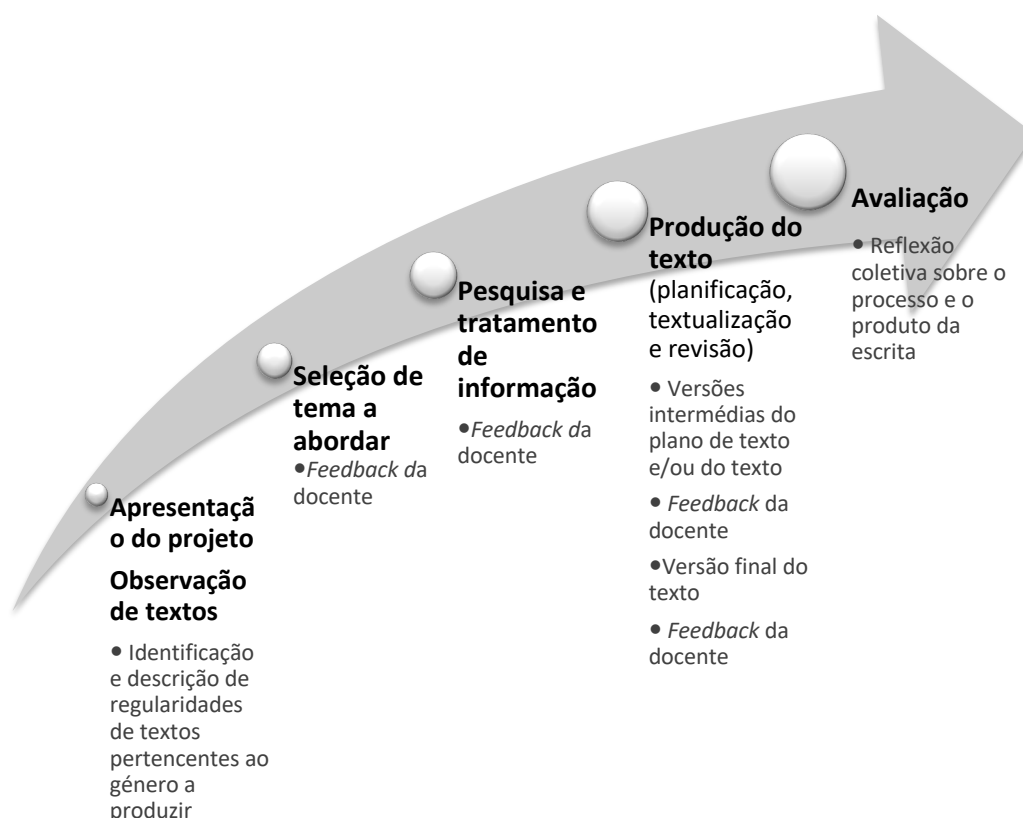 Apresentaçã
o do projeto
Observação
de textos
• Identificação
e descrição de
regularidades
de textos
pertencentes ao
género a
produzir
Seleção de
tema a
abordar
•Feedback da
docente
Pesquisa e
tratamento
de
informação
•Feedback da
docente
Produção do
texto
(planificação,
textualização
e revisão)
• Versões
intermédias do
plano de texto
e/ou do texto
• Feedback da
docente
•Versão final do
texto
• Feedback da
docente
Avaliação
• Reflexão
coletiva sobre o
processo e o
produto da
escrita